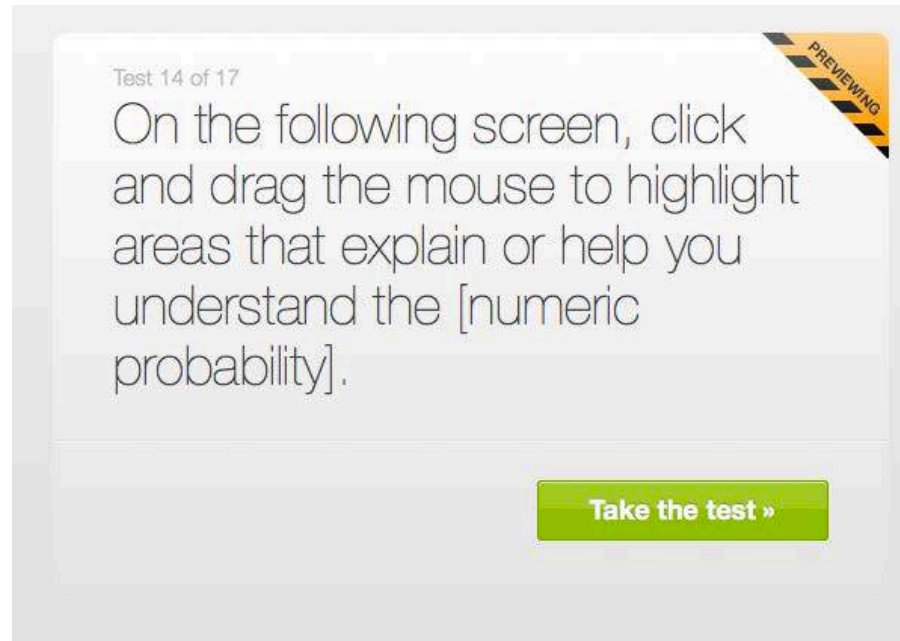 Test 14 of 17
PREVIEWING
On the following screen, click
and drag the mouse to highlight
areas that explain or help you
understand the [numeric
probability].
Take the test »